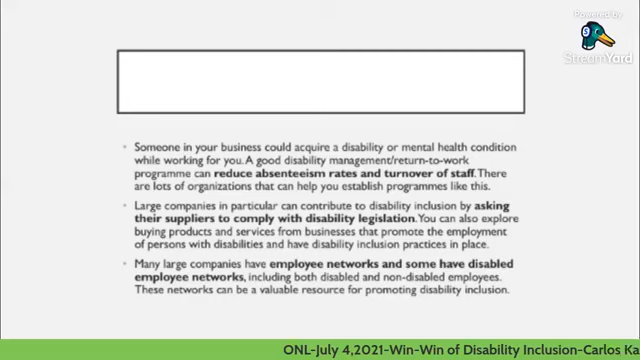 Powered by
StreamYard
• Someone in your business could acquire a disability or mental health condition
while working for you. A good disability management/return-to-work
programme can reduce absenteeism rates and turnover of staff. There
are lots of organizations that can help you establish programmes like this.
• Large companies in particular can contribute to disability inclusion by asking
their suppliers to comply with disability legislation. You can also explore
buying products and services from businesses that promote the employment
of persons with disabilities and have disability inclusion practices in place.
• Many large companies have employee networks and some have disabled
employee networks, including both disabled and non-disabled employees.
These networks can be a valuable resource for promoting disability inclusion.
ONL-July 4,2021-Win-Win of Disability Inclusion-Carlos Ka